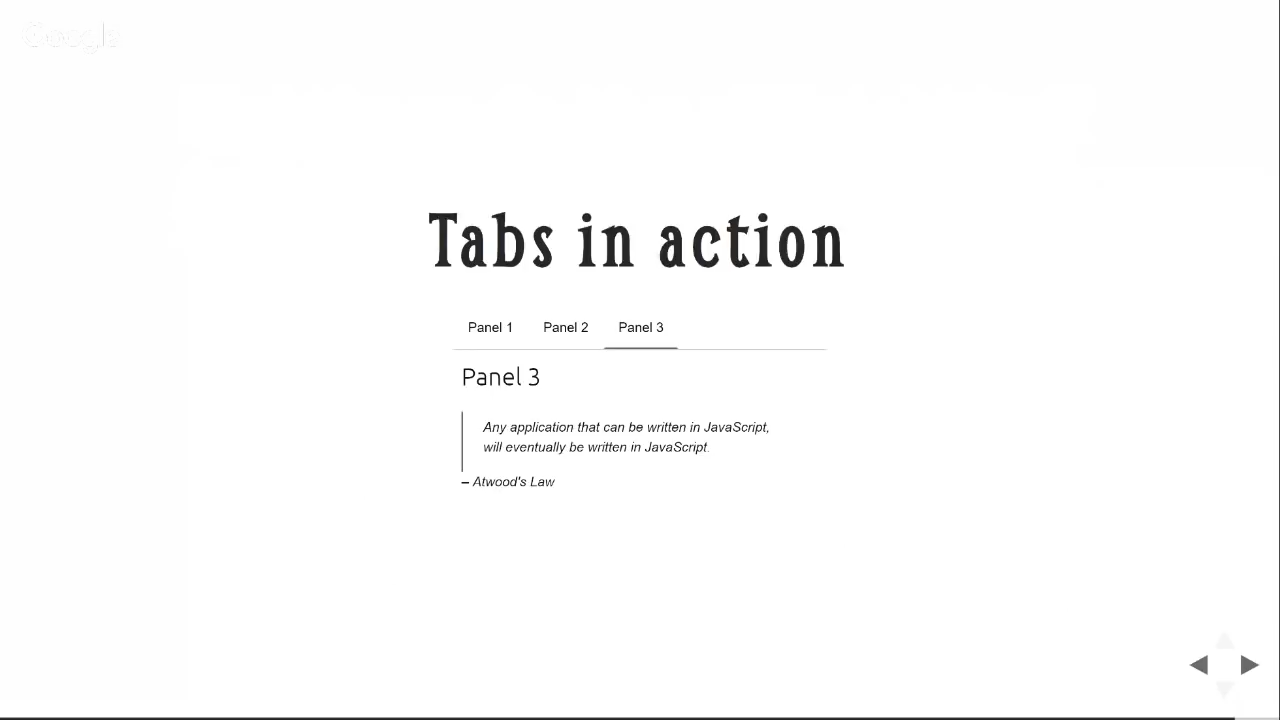 Google
Tabs in action
Panel 1 Panel 2 Panel 3
Panel 3
Any application that can be written in JavaScript,
will eventually be written in JavaScript.
– Atwood's Law